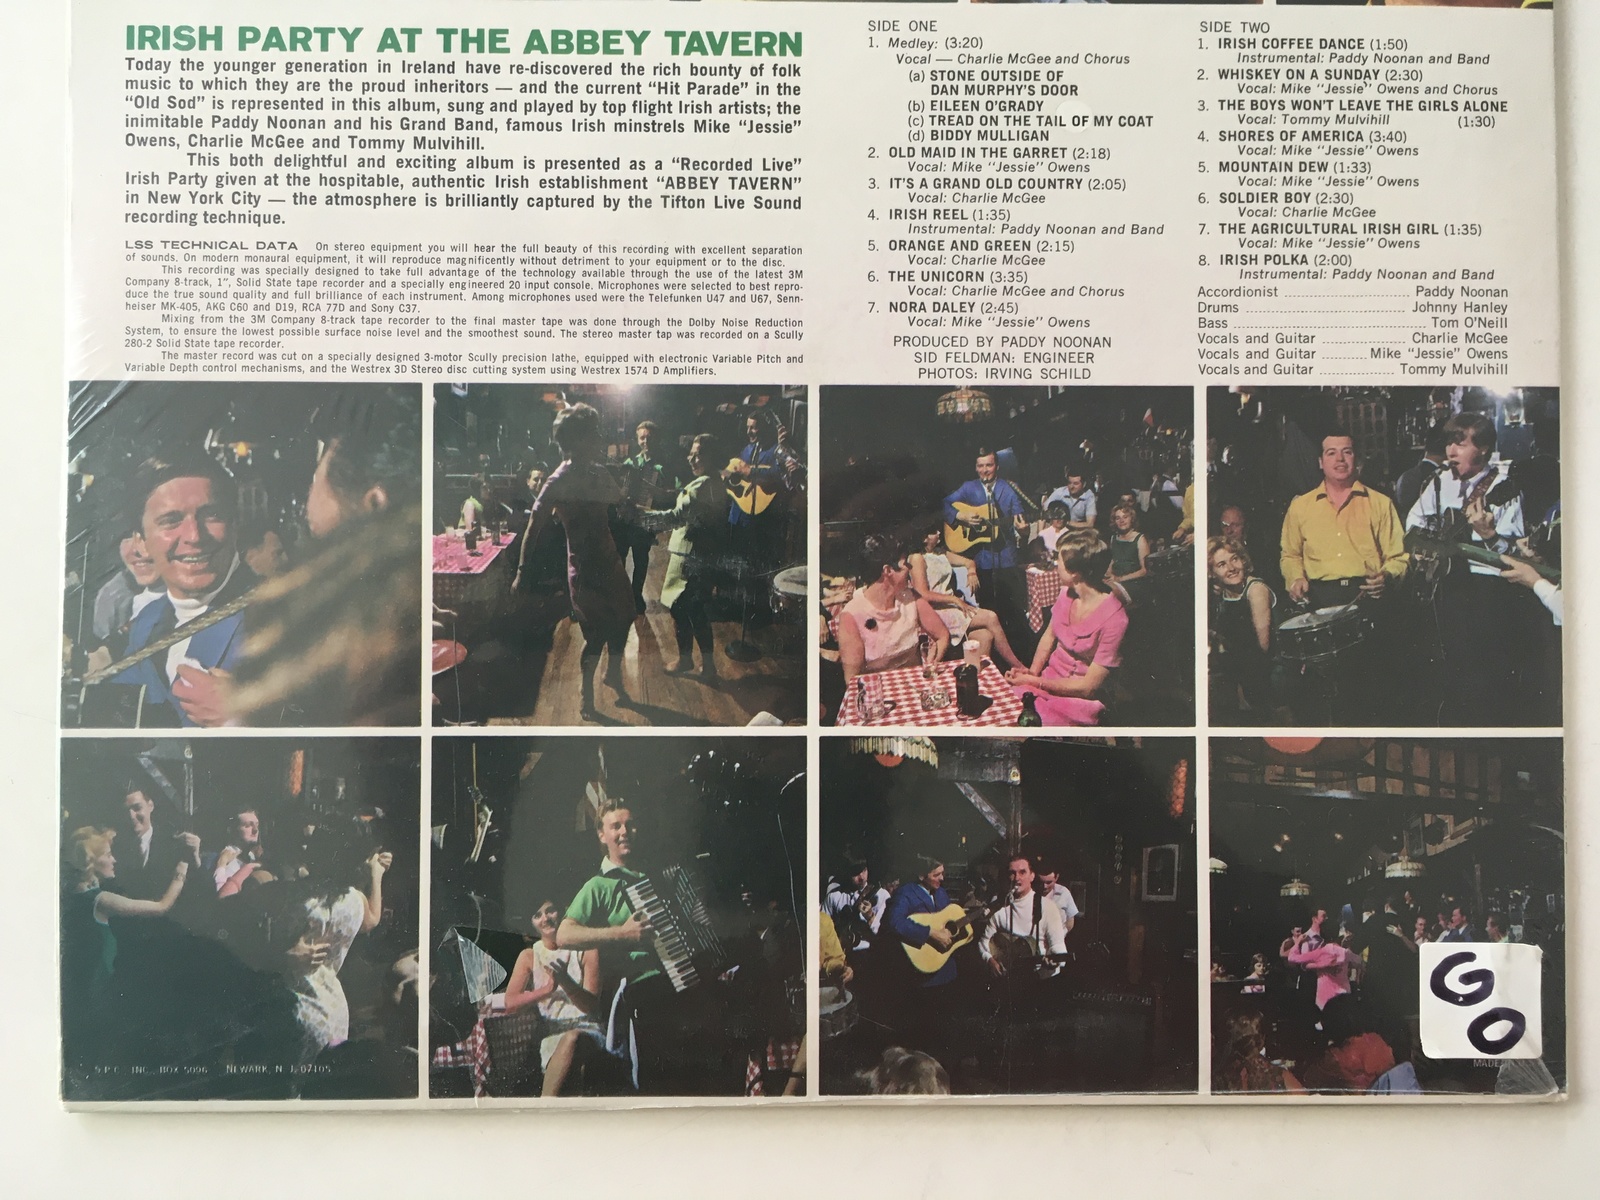 IRISH PARTY AT THE ABBEY TAVERN
Today the younger generation in Ireland have re-discovered the rich bounty of folk
music to which they are the proud inheritors — and the current “Hit Parade” in the
“Old Sod” is represented in this album, sung and played by top flight Irish artists; the
inimitable Paddy Noonan and his Grand Band, famous Irish minstrels Mike “Jessie”
Owens, Charlie McGee and Tommy Mulvihill.
This both delightful and exciting album is presented as a “Recorded Live”
Irish Party given at the hospitable, authentic Irish establishment “ABBEY TAVERN”
in New York City — the atmosphere is brilliantly captured by the Tifton Live Sound
recording technique.
LSS TECHNICAL DATA On stereo equipment you will hear the full beauty of this recording with excellent separation
of sounds. On modern monaural equipment, it will reproduce magnificently without detriment to your equipment or to the disc.
This recording was specially designed to take full advantage of the technology available through the use of the latest 3M
Company 8-track, 1”, Solid State tape recorder and a specially engineered 20 input console. Microphones were selected to best repro-
duce the true sound quality and full brilliance of each instrument. Among microphones used were the Telefunken U47 and U67, Senn-
heiser MK-405, AKG C60 and D19, RCA 77D and Sony C37.
Mixing from the 3M Company 8-track tape recorder to the final master tape was done through the Dolby Noise Reduction
System, to ensure the lowest possible surface noise level and the smoothest sound. The stereo master tap was recorded on a Scully
280-2 Solid State tape recorder.
The master record was cut on a specially designed 3-motor Scully precision lathe, equipped with electronic Variable Pitch and
Variable Depth control mechanisms, and the Westrex 3D Stereo disc cutting system using Westrex 1574 D Amplifiers.
SIDE ONE
1. Medley: (3:20)
Vocal — Charlie McGee and Chorus
(a) STONE OUTSIDE OF
DAN MURPHY'S DOOR
(b) EILEEN O'GRADY
(c) TREAD ON THE TAIL OF MY COAT
(d) BIDDY MULLIGAN
2. OLD MAID IN THE GARRET (2:18)
Vocal: Mike “Jessie” Owens
3. IT'S A GRAND OLD COUNTRY (2:05)
Vocal: Charlie McGee
4. IRISH REEL (1:35)
Instrumental: Paddy Noonan and Band
5. ORANGE AND GREEN (2:15)
Vocal: Charlie McGee
6. THE UNICORN (3:35)
Vocal: Charlie McGee and Chorus
7. NORA DALEY (2:45)
Vocal: Mike “Jessie” Owens
PRODUCED BY PADDY NOONAN
SID FELDMAN: ENGINEER
PHOTOS: IRVING SCHILD
SIDE TWO
1. IRISH COFFEE DANCE (1:50)
Instrumental: Paddy Noonan and Band
2. WHISKEY ON A SUNDAY (2:30)
Vocal: Mike “Jessie” Owens and Chorus
3. THE BOYS WON'T LEAVE THE GIRLS ALONE
Vocal: Tommy Mulvihill (1:30)
4. SHORES OF AMERICA (3:40)
Vocal: Mike “Jessie” Owens
5. MOUNTAIN DEW (1:33)
Vocal: Mike “Jessie” Owens
6. SOLDIER BOY (2:30)
Vocal: Charlie McGee
7. THE AGRICULTURAL IRISH GIRL (1:35)
Vocal: Mike “Jessie” Owens
8. IRISH POLKA (2:00)
Instrumental: Paddy Noonan and Band
Accordionist ........ Paddy Noonan
Drums ........ Johnny Hanley
Bass ........ Tom O'Neill
Vocals and Guitar ........ Charlie McGee
Vocals and Guitar ........ Mike “Jessie” Owens
Vocals and Guitar ........ Tommy Mulvihill
INC. BOX 5096 NEWARK, N. J. 07105
GO
MADE